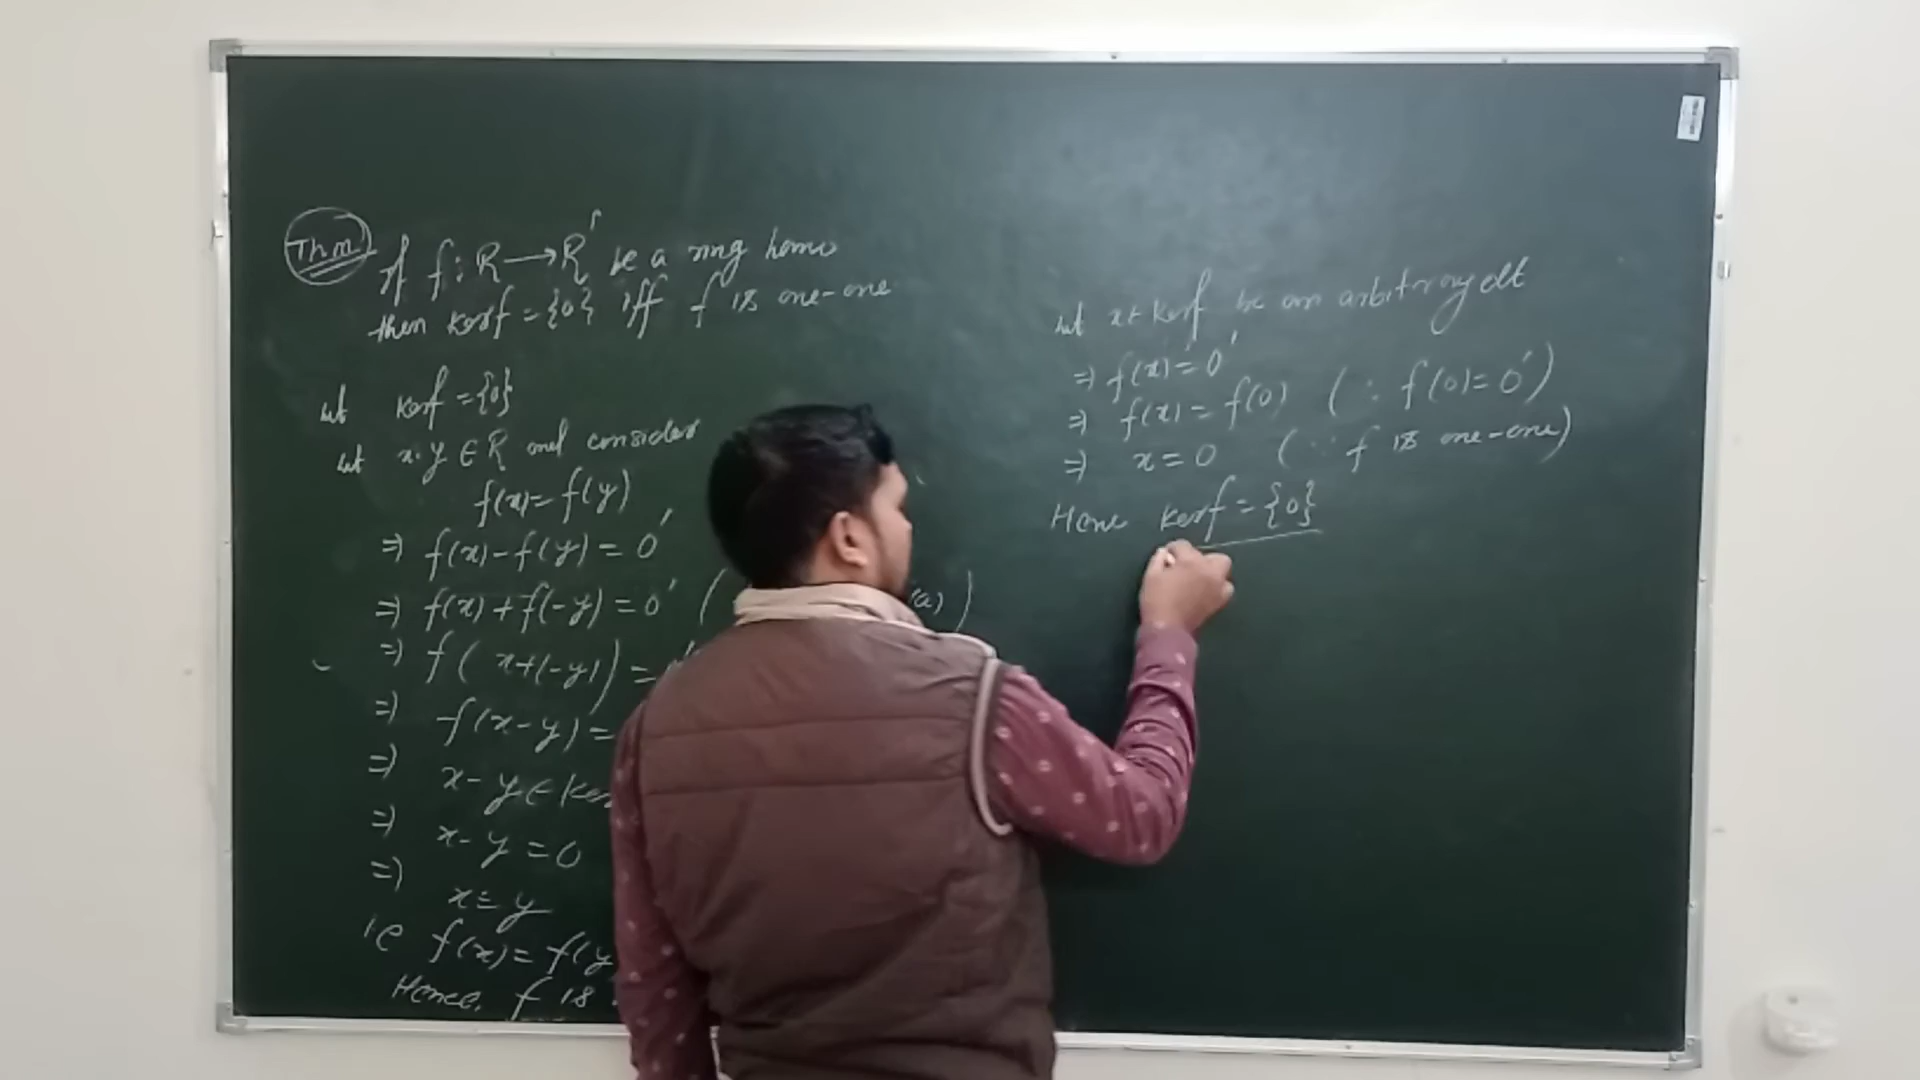 Thm If f: R → R' be a ring homo
then kerf = {0} iff f is one-one
let kerf = {0}
let x, y ∈ R and consider
f(x) = f(y)
⇒ f(x) - f(y) = 0'
⇒ f(x) + f(-y) = 0' ( (a) )
⇒ f( x+(-y) ) =
⇒ f(x-y) =
⇒ x-y ∈ Ker
⇒ x-y = 0
⇒ x = y
i.e f(x) = f(y
Hence, f is
let x ∈ kerf be an arbitrary elt
⇒ f(x) = 0'
⇒ f(x) = f(0) (∵ f(0) = 0')
⇒ x = 0 (∵ f is one-one)
Hence kerf = {0}